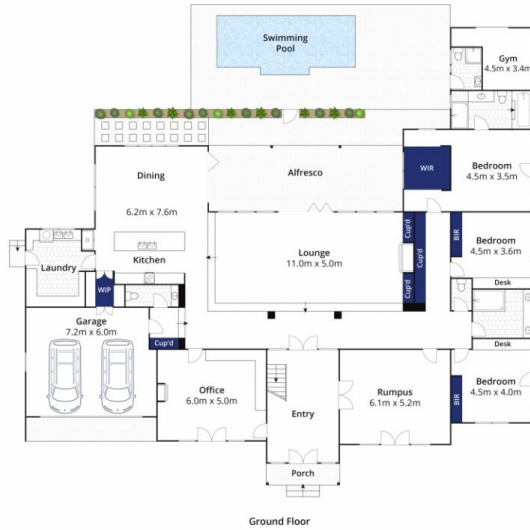 Swimming
Pool
Gym
4.5m x 3.4m
WIR
Bedroom
4.5m x 3.5m
Dining
6.2m x 7.6m
Alfresco
Cup'd
Cup'd
Cup'd
BIR
Bedroom
4.5m x 3.6m
Desk
Lounge
11.0m x 5.0m
Kitchen
Laundry
WIP
Garage
7.2m x 6.0m
Cup'd
Desk
Bedroom
4.5m x 4.0m
BIR
Office
6.0m x 5.0m
Entry
Rumpus
6.1m x 5.2m
Porch
Ground Floor